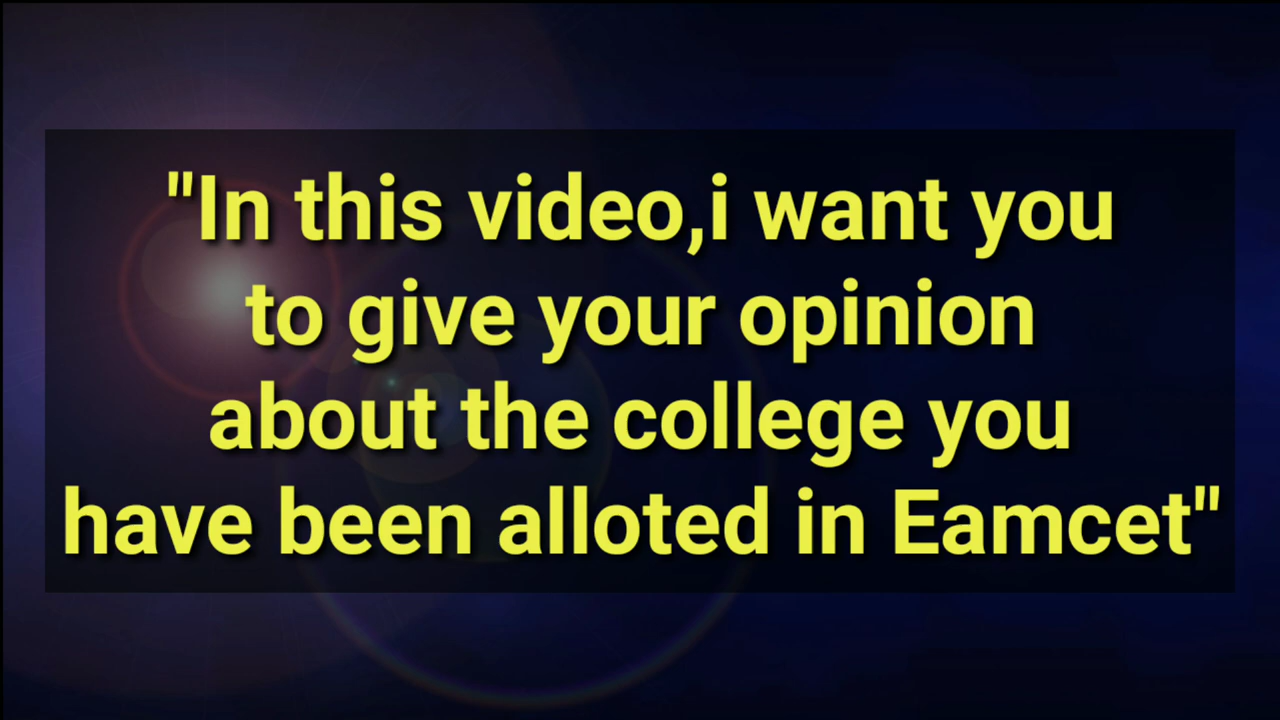 "In this video,i want you
to give your opinion
about the college you
have been alloted in Eamcet"